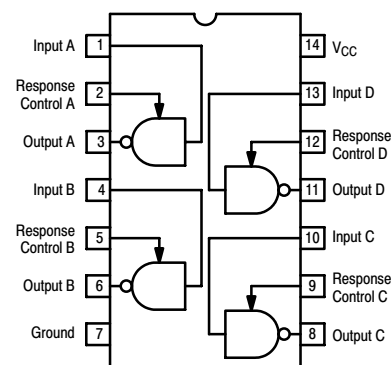 Input A 1
Response
Control A 2
Output A 3
Input B 4
Response
Control B 5
Output B 6
Ground 7
14 VCC
13 Input D
12 Response
Control D
11 Output D
10 Input C
9 Response
Control C
8 Output C